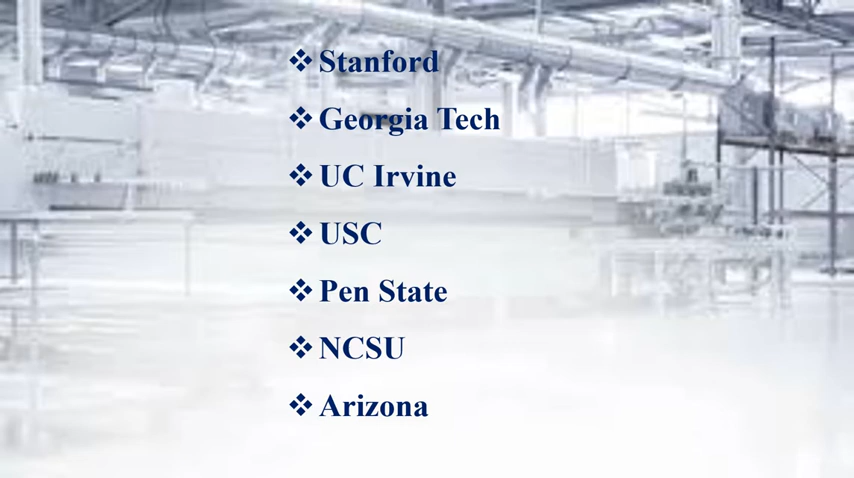 ❖ Stanford
❖ Georgia Tech
❖ UC Irvine
❖ USC
❖ Pen State
❖ NCSU
❖ Arizona